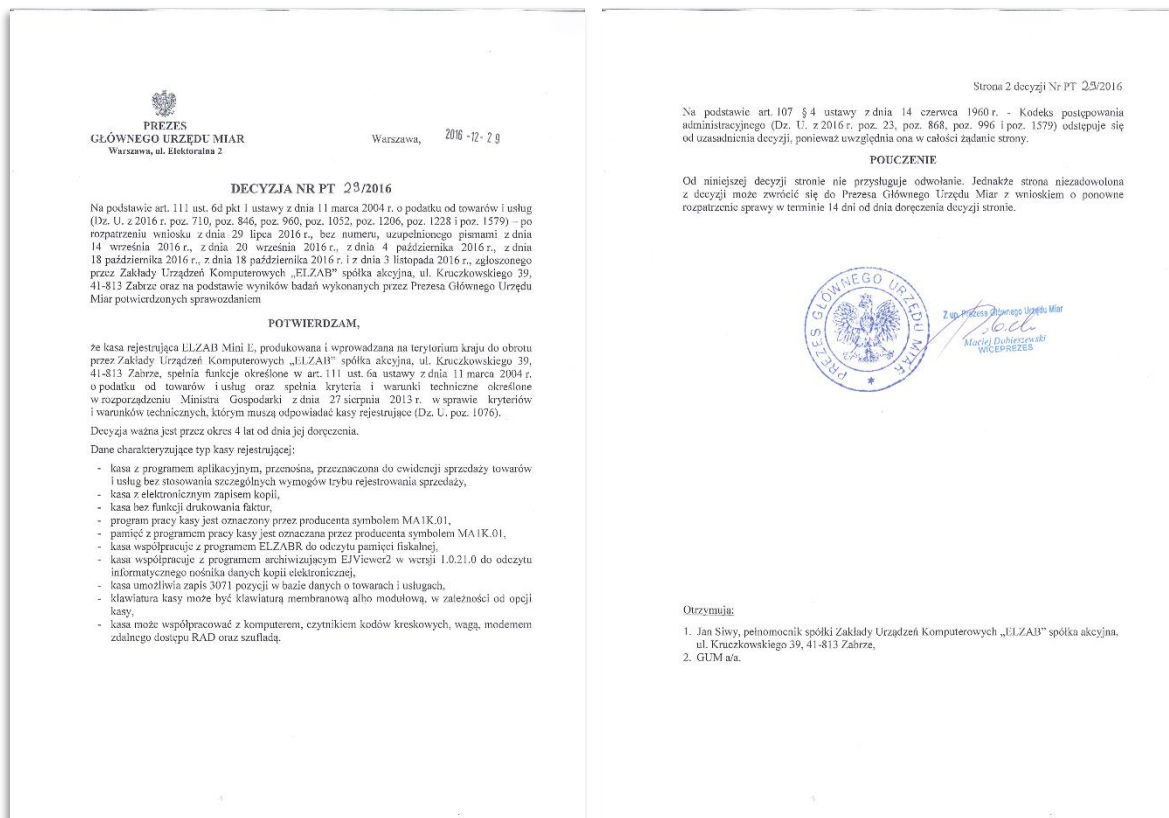 PREZES
GŁÓWNEGO URZĘDU MIAR
Warszawa, ul. Elektoralna 2
Warszawa, 2016 -12- 29
DECYZJA NR PT 29/2016
Na podstawie art. 111 ust. 6d pkt 1 ustawy z dnia 11 marca 2004 r. o podatku od towarów i usług
(Dz. U. z 2016 r. poz. 710, poz. 846, poz. 960, poz. 1052, poz. 1206, poz. 1228 i poz. 1579) – po
rozpatrzeniu wniosku z dnia 29 lipca 2016 r., bez numeru, uzupełnionego pismami z dnia
14 września 2016 r., z dnia 20 września 2016 r., z dnia 4 października 2016 r., z dnia
18 października 2016 r., z dnia 18 października 2016 r. i z dnia 3 listopada 2016 r., zgłoszonego
przez Zakłady Urządzeń Komputerowych „ELZAB” spółka akcyjna, ul. Kruczkowskiego 39,
41-813 Zabrze oraz na podstawie wyników badań wykonanych przez Prezesa Głównego Urzędu
Miar potwierdzonych sprawozdaniem
POTWIERDZAM,
że kasa rejestrująca ELZAB Mini E, produkowana i wprowadzana na terytorium kraju do obrotu
przez Zakłady Urządzeń Komputerowych „ELZAB” spółka akcyjna, ul. Kruczkowskiego 39,
41-813 Zabrze, spełnia funkcje określone w art. 111 ust. 6a ustawy z dnia 11 marca 2004 r.
o podatku od towarów i usług oraz spełnia kryteria i warunki techniczne określone
w rozporządzeniu Ministra Gospodarki z dnia 27 sierpnia 2013 r. w sprawie kryteriów
i warunków technicznych, którym muszą odpowiadać kasy rejestrujące (Dz. U. poz. 1076).
Decyzja ważna jest przez okres 4 lat od dnia jej doręczenia.
Dane charakteryzujące typ kasy rejestrującej:
- kasa z programem aplikacyjnym, przenośna, przeznaczona do ewidencji sprzedaży towarów
i usług bez stosowania szczególnych wymogów trybu rejestrowania sprzedaży,
- kasa z elektronicznym zapisem kopii,
- kasa bez funkcji drukowania faktur,
- program pracy kasy jest oznaczony przez producenta symbolem MA1K.01,
- pamięć z programem pracy kasy jest oznaczana przez producenta symbolem MA1K.01,
- kasa współpracuje z programem ELZABR do odczytu pamięci fiskalnej,
- kasa współpracuje z programem archiwizującym EJViewer2 w wersji 1.0.21.0 do odczytu
informatycznego nośnika danych kopii elektronicznej,
- kasa umożliwia zapis 3071 pozycji w bazie danych o towarach i usługach,
- klawiatura kasy może być klawiaturą membranową albo modułową, w zależności od opcji
kasy,
- kasa może współpracować z komputerem, czytnikiem kodów kreskowych, wagą, modemem
zdalnego dostępu RAD oraz szufladą.
Strona 2 decyzji Nr PT 29/2016
Na podstawie art. 107 § 4 ustawy z dnia 14 czerwca 1960 r. - Kodeks postępowania
administracyjnego (Dz. U. z 2016 r. poz. 23, poz. 868, poz. 996 i poz. 1579) odstępuje się
od uzasadnienia decyzji, ponieważ uwzględnia ona w całości żądanie strony.
POUCZENIE
Od niniejszej decyzji stronie nie przysługuje odwołanie. Jednakże strona niezadowolona
z decyzji może zwrócić się do Prezesa Głównego Urzędu Miar z wnioskiem o ponowne
rozpatrzenie sprawy w terminie 14 dni od dnia doręczenia decyzji stronie.
PREZES GŁÓWNEGO URZĘDU MIAR
Z up. Prezesa Głównego Urzędu Miar
Maciej Dobieszewski
WICEPREZES
Otrzymują:
1. Jan Siwy, pełnomocnik spółki Zakłady Urządzeń Komputerowych „ELZAB” spółka akcyjna,
ul. Kruczkowskiego 39, 41-813 Zabrze,
2. GUM a/a.